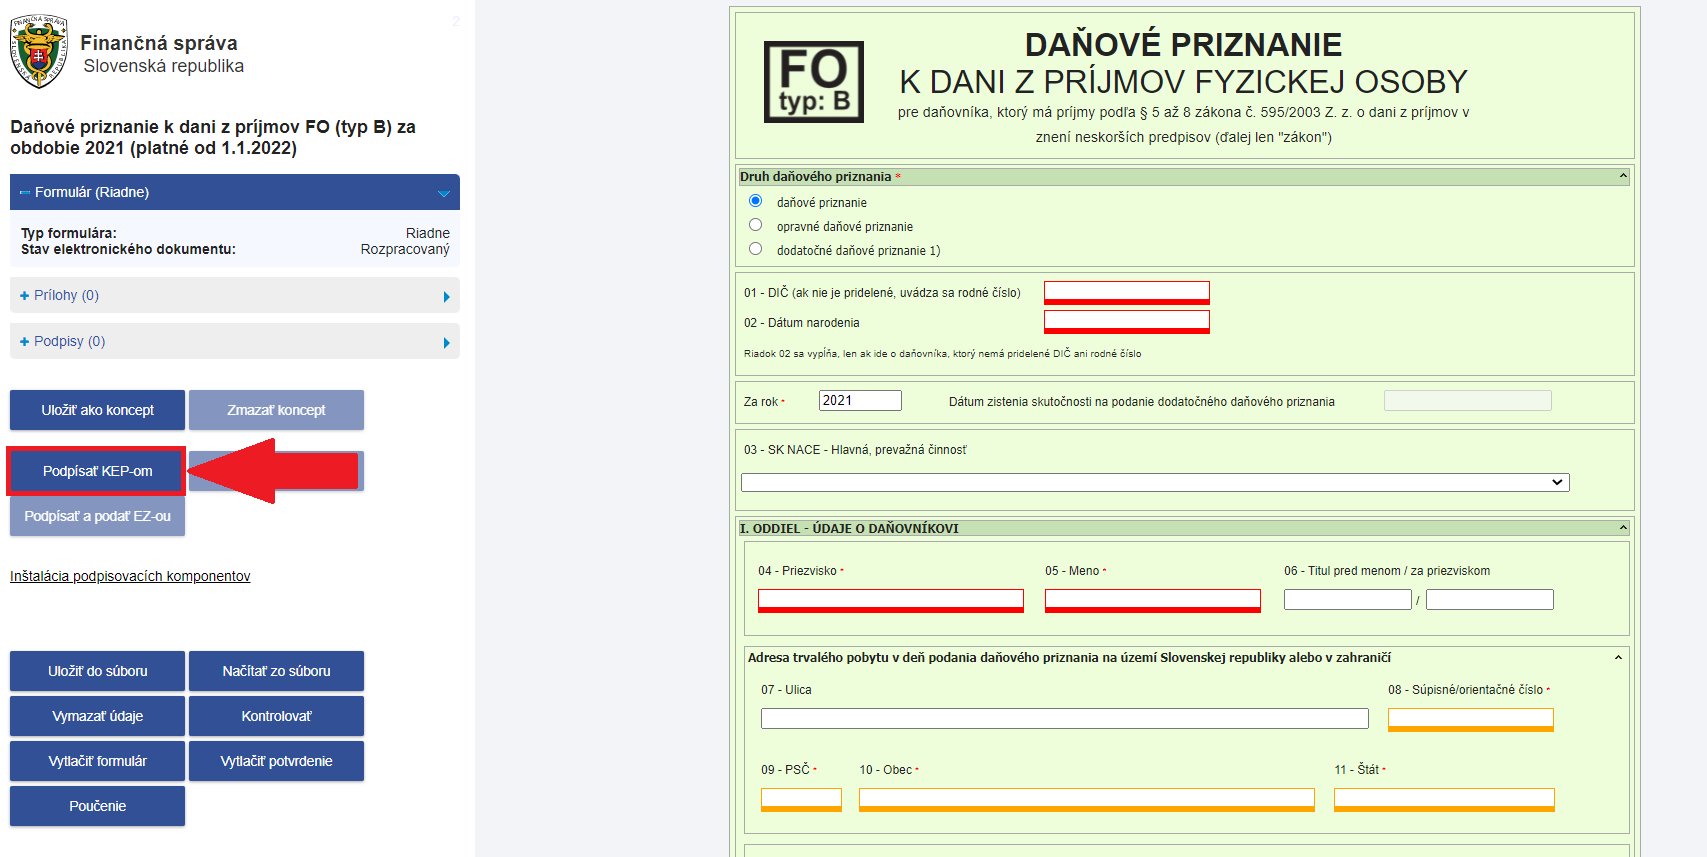 2
FINANČNÁ SPRÁVA
SLOVENSKÁ REPUBLIKA
Finančná správa
Slovenská republika
Daňové priznanie k dani z príjmov FO (typ B) za
obdobie 2021 (platné od 1.1.2022)
Formulár (Riadne)
Typ formulára: Riadne
Stav elektronického dokumentu: Rozpracovaný
+ Prílohy (0)
+ Podpisy (0)
Uložiť ako koncept
Zmazať koncept
Podpísať KEP-om
Podpísať a podať EZ-ou
Inštalácia podpisovacích komponentov
Uložiť do súboru
Načítať zo súboru
Vymazať údaje
Kontrolovať
Vytlačiť formulár
Vytlačiť potvrdenie
Poučenie
FO
typ: B
DAŇOVÉ PRIZNANIE
K DANI Z PRÍJMOV FYZICKEJ OSOBY
pre daňovníka, ktorý má príjmy podľa § 5 až 8 zákona č. 595/2003 Z. z. o dani z príjmov v
znení neskorších predpisov (ďalej len "zákon")
Druh daňového priznania *
daňové priznanie
opravné daňové priznanie
dodatočné daňové priznanie 1)
01 - DIČ (ak nie je pridelené, uvádza sa rodné číslo)
02 - Dátum narodenia
Riadok 02 sa vypĺňa, len ak ide o daňovníka, ktorý nemá pridelené DIČ ani rodné číslo
Za rok * 2021 Dátum zistenia skutočnosti na podanie dodatočného daňového priznania
03 - SK NACE - Hlavná, prevažná činnosť
I. ODDIEL - ÚDAJE O DAŇOVNÍKOVI
04 - Priezvisko * 05 - Meno * 06 - Titul pred menom / za priezviskom
/
Adresa trvalého pobytu v deň podania daňového priznania na území Slovenskej republiky alebo v zahraničí
07 - Ulica 08 - Súpisné/orientačné číslo *
09 - PSČ * 10 - Obec * 11 - Štát *